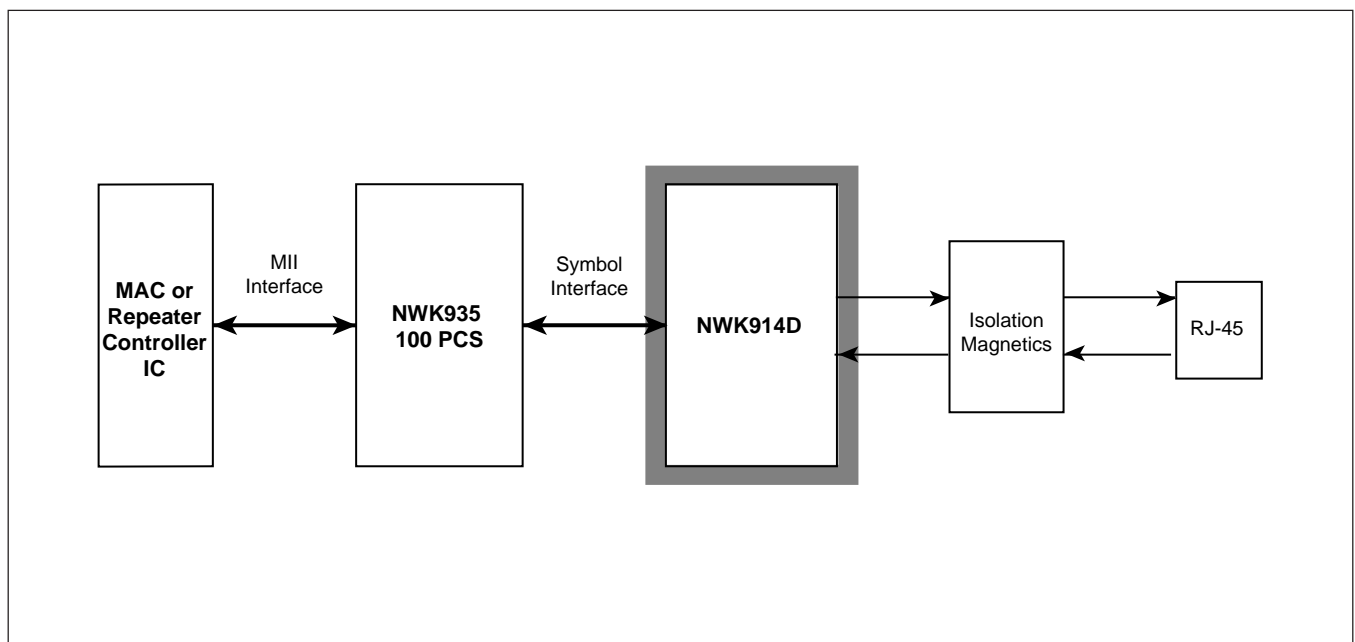 MAC or
Repeater
Controller
IC
MII
Interface
NWK935
100 PCS
Symbol
Interface
NWK914D
Isolation
Magnetics
RJ-45